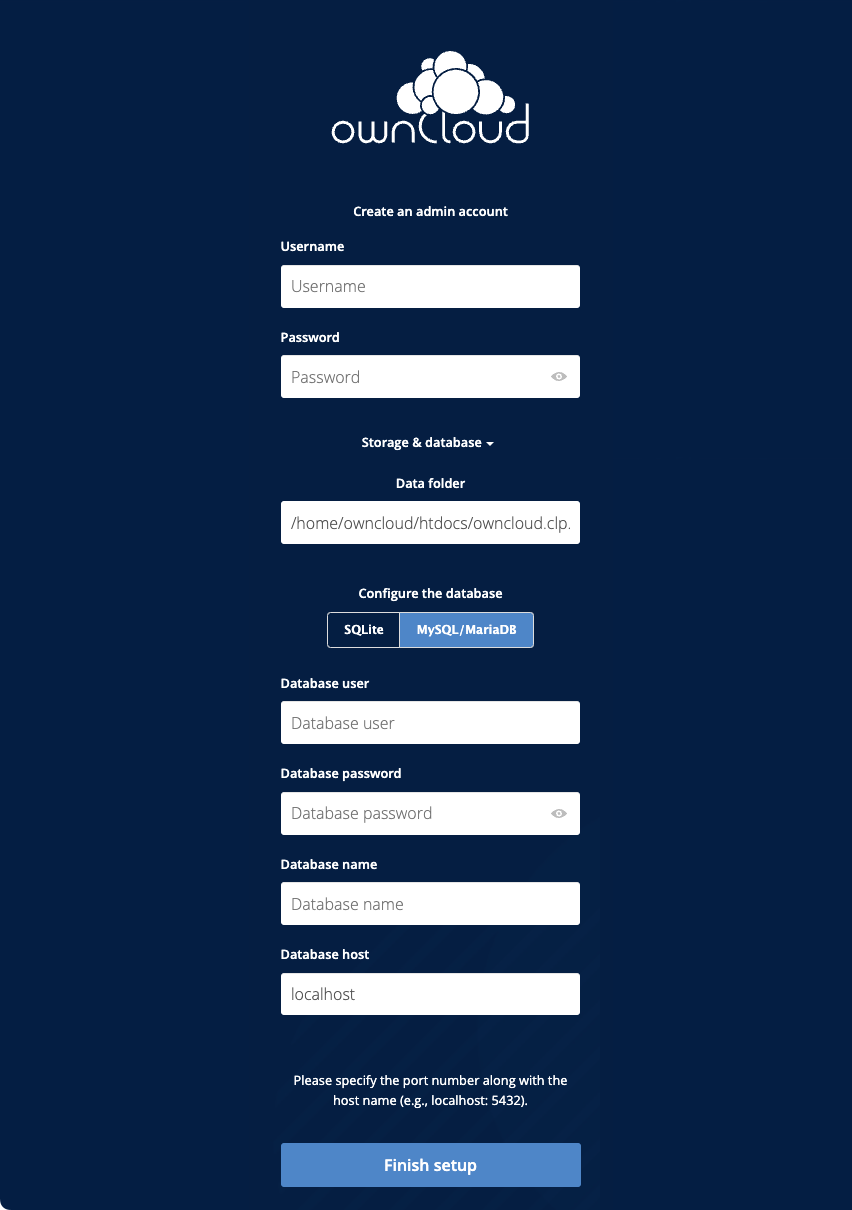 ownCloud
Create an admin account
Username
Username
Password
Password
Storage & database
Data folder
/home/owncloud/htdocs/owncloud.clp.
Configure the database
SQLite MySQL/MariaDB
Database user
Database user
Database password
Database password
Database name
Database name
Database host
localhost
Please specify the port number along with the
host name (e.g., localhost: 5432).
Finish setup